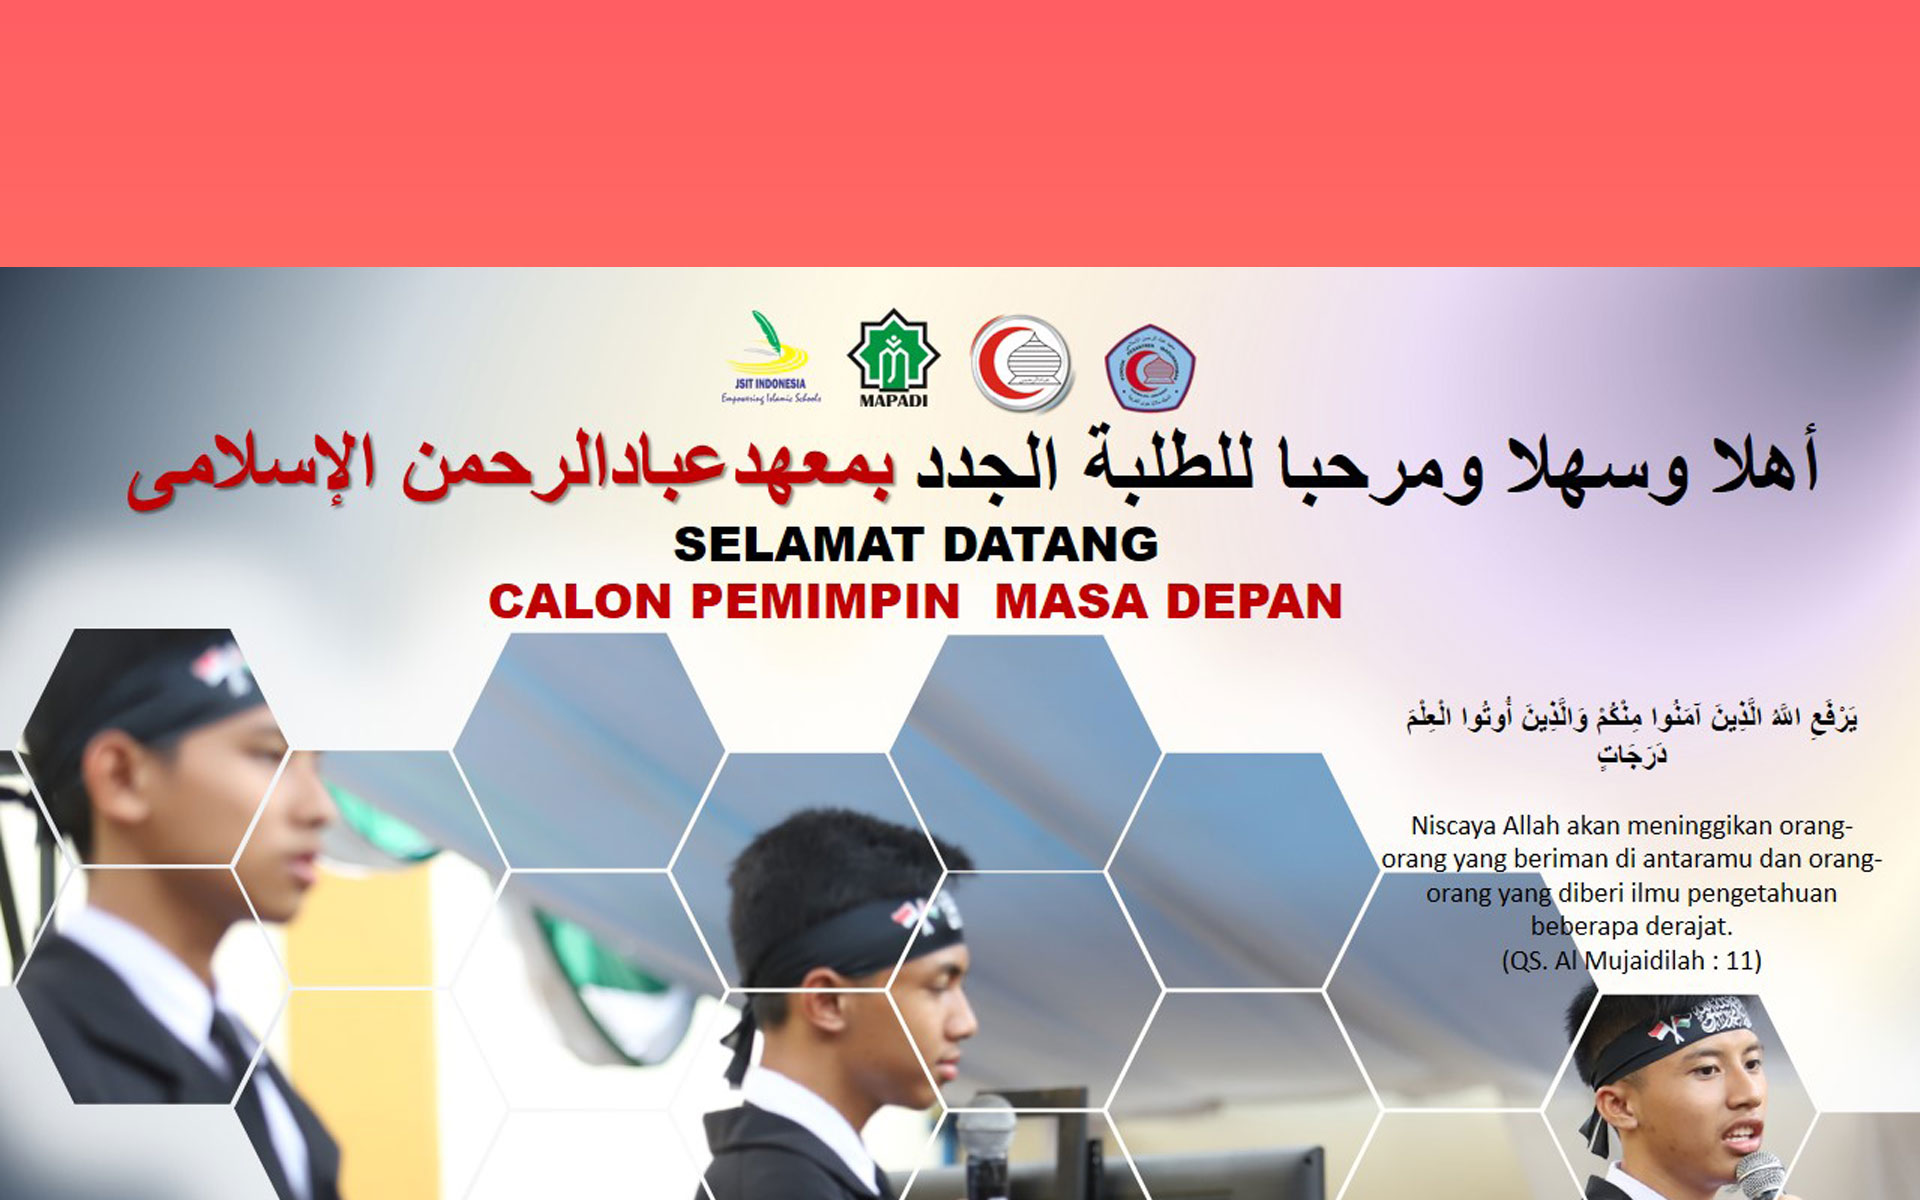 JSIT INDONESIA
Empowering Islamic Schools
MAPADI
أهلا وسهلا ومرحبا للطلبة الجدد بمعهدعبادالرحمن الإسلامى
SELAMAT DATANG
CALON PEMIMPIN MASA DEPAN
يَرْفَعِ اللَّهُ الَّذِينَ آمَنُوا مِنْكُمْ وَالَّذِينَ أُوتُوا الْعِلْمَ
دَرَجَاتٍ
Niscaya Allah akan meninggikan orang-
orang yang beriman di antaramu dan orang-
orang yang diberi ilmu pengetahuan
beberapa derajat.
(QS. Al Mujaidilah : 11)